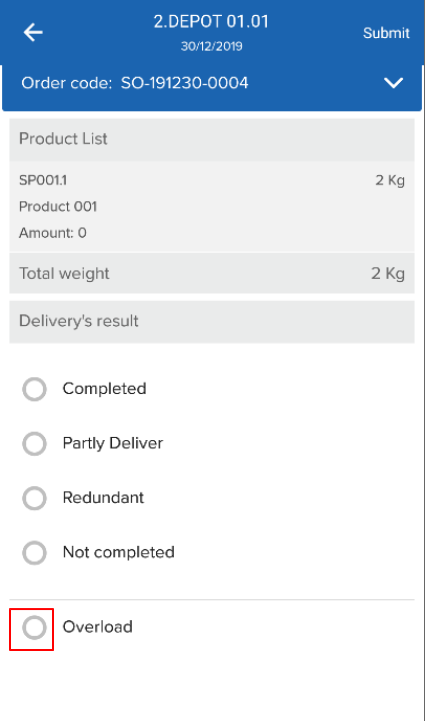 2.DEPOT 01.01
30/12/2019
Submit
Order code: SO-191230-0004
Product List
SP001.1 2 Kg
Product 001
Amount: 0
Total weight 2 Kg
Delivery's result
Completed
Partly Deliver
Redundant
Not completed
Overload